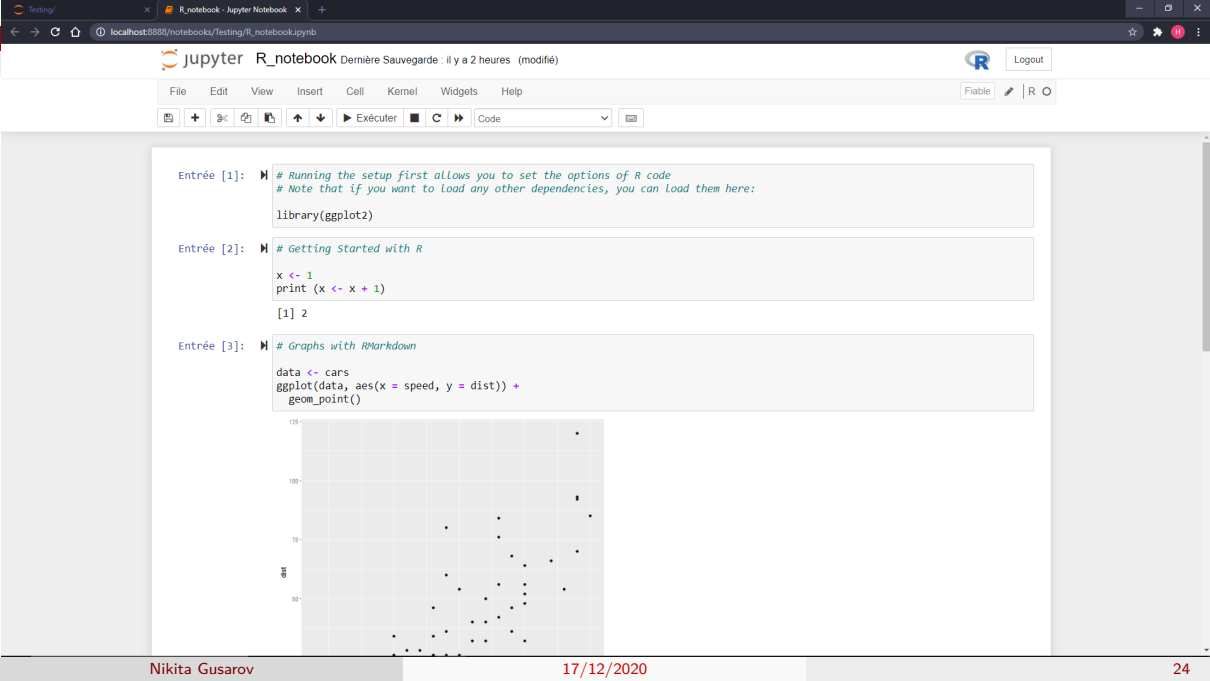 Testing/
R_notebook - Jupyter Notebook
localhost:8888/notebooks/Testing/R_notebook.ipynb
H
jupyter R_notebook Dernière Sauvegarde : il y a 2 heures (modifié)
R
Logout
File Edit View Insert Cell Kernel Widgets Help
Fiable
R
Exécuter
Code
Entrée [1]:
# Running the setup first allows you to set the options of R code
# Note that if you want to load any other dependencies, you can load them here:
library(ggplot2)
Entrée [2]:
# Getting Started with R
x <- 1
print (x <- x + 1)
[1] 2
Entrée [3]:
# Graphs with RMarkdown
data <- cars
ggplot(data, aes(x = speed, y = dist)) +
geom_point()
125
100
75
dist
50
Nikita Gusarov
17/12/2020
24